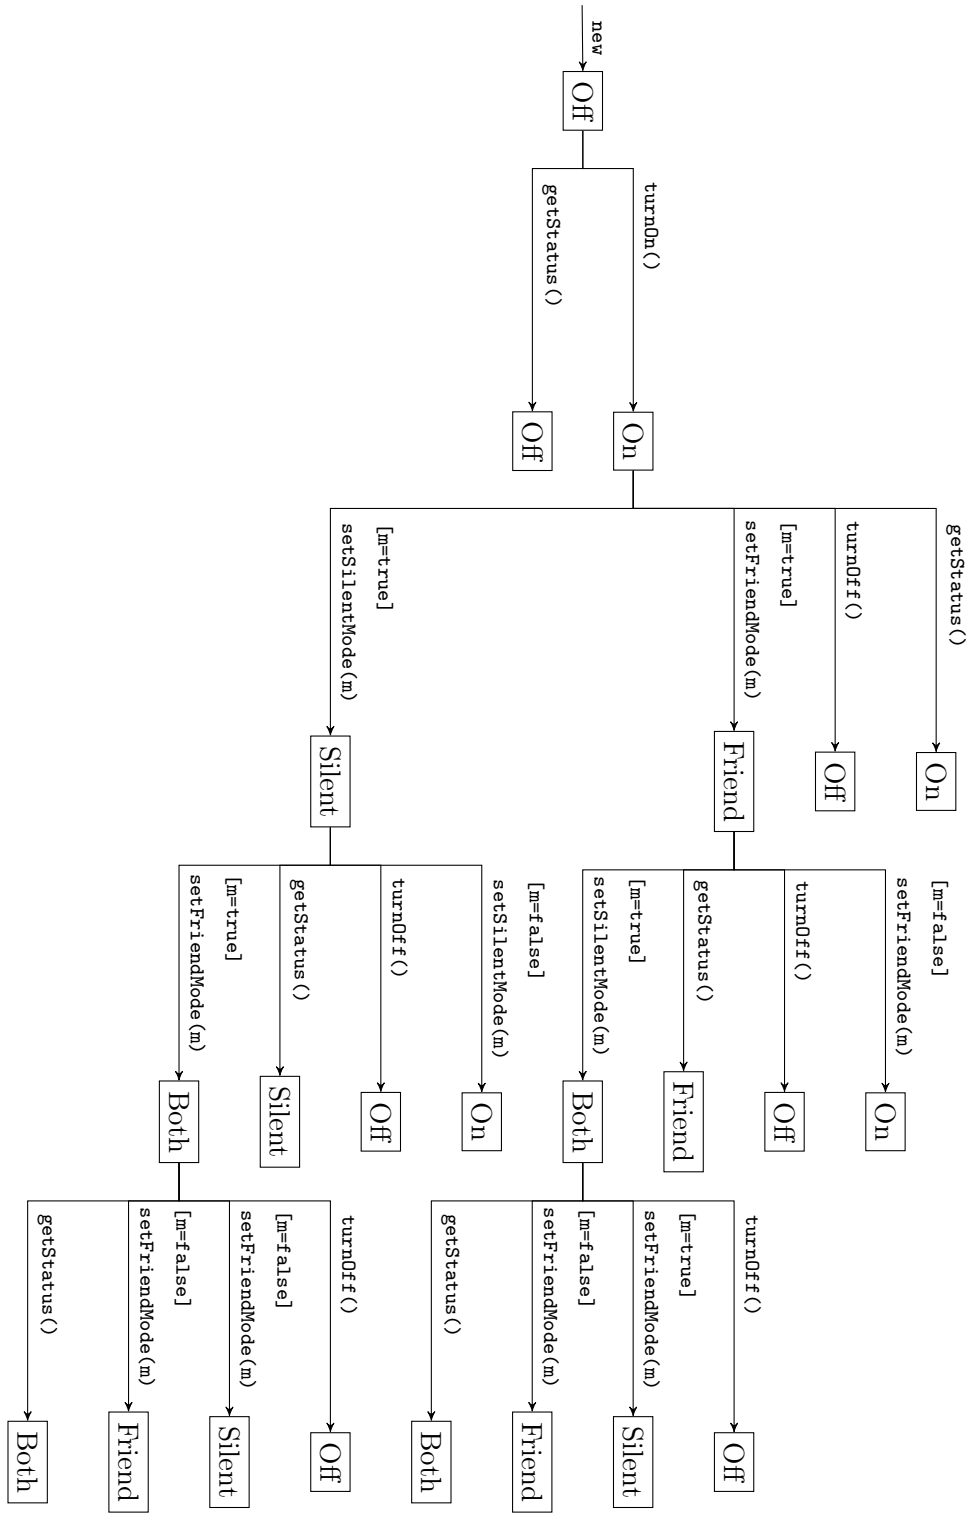 new
Off
turnOn()
getStatus()
On
Off
getStatus()
turnOff()
[m=true]
setFriendMode(m)
[m=true]
setSilentMode(m)
On
Off
Friend
Silent
[m=false]
setFriendMode(m)
turnOff()
getStatus()
[m=true]
setSilentMode(m)
[m=false]
setSilentMode(m)
turnOff()
getStatus()
[m=true]
setFriendMode(m)
On
Off
Friend
Both
On
Off
Silent
Both
turnOff()
[m=true]
setFriendMode(m)
[m=false]
setFriendMode(m)
getStatus()
turnOff()
[m=false]
setFriendMode(m)
[m=false]
setFriendMode(m)
getStatus()
Off
Silent
Friend
Both
Off
Silent
Friend
Both